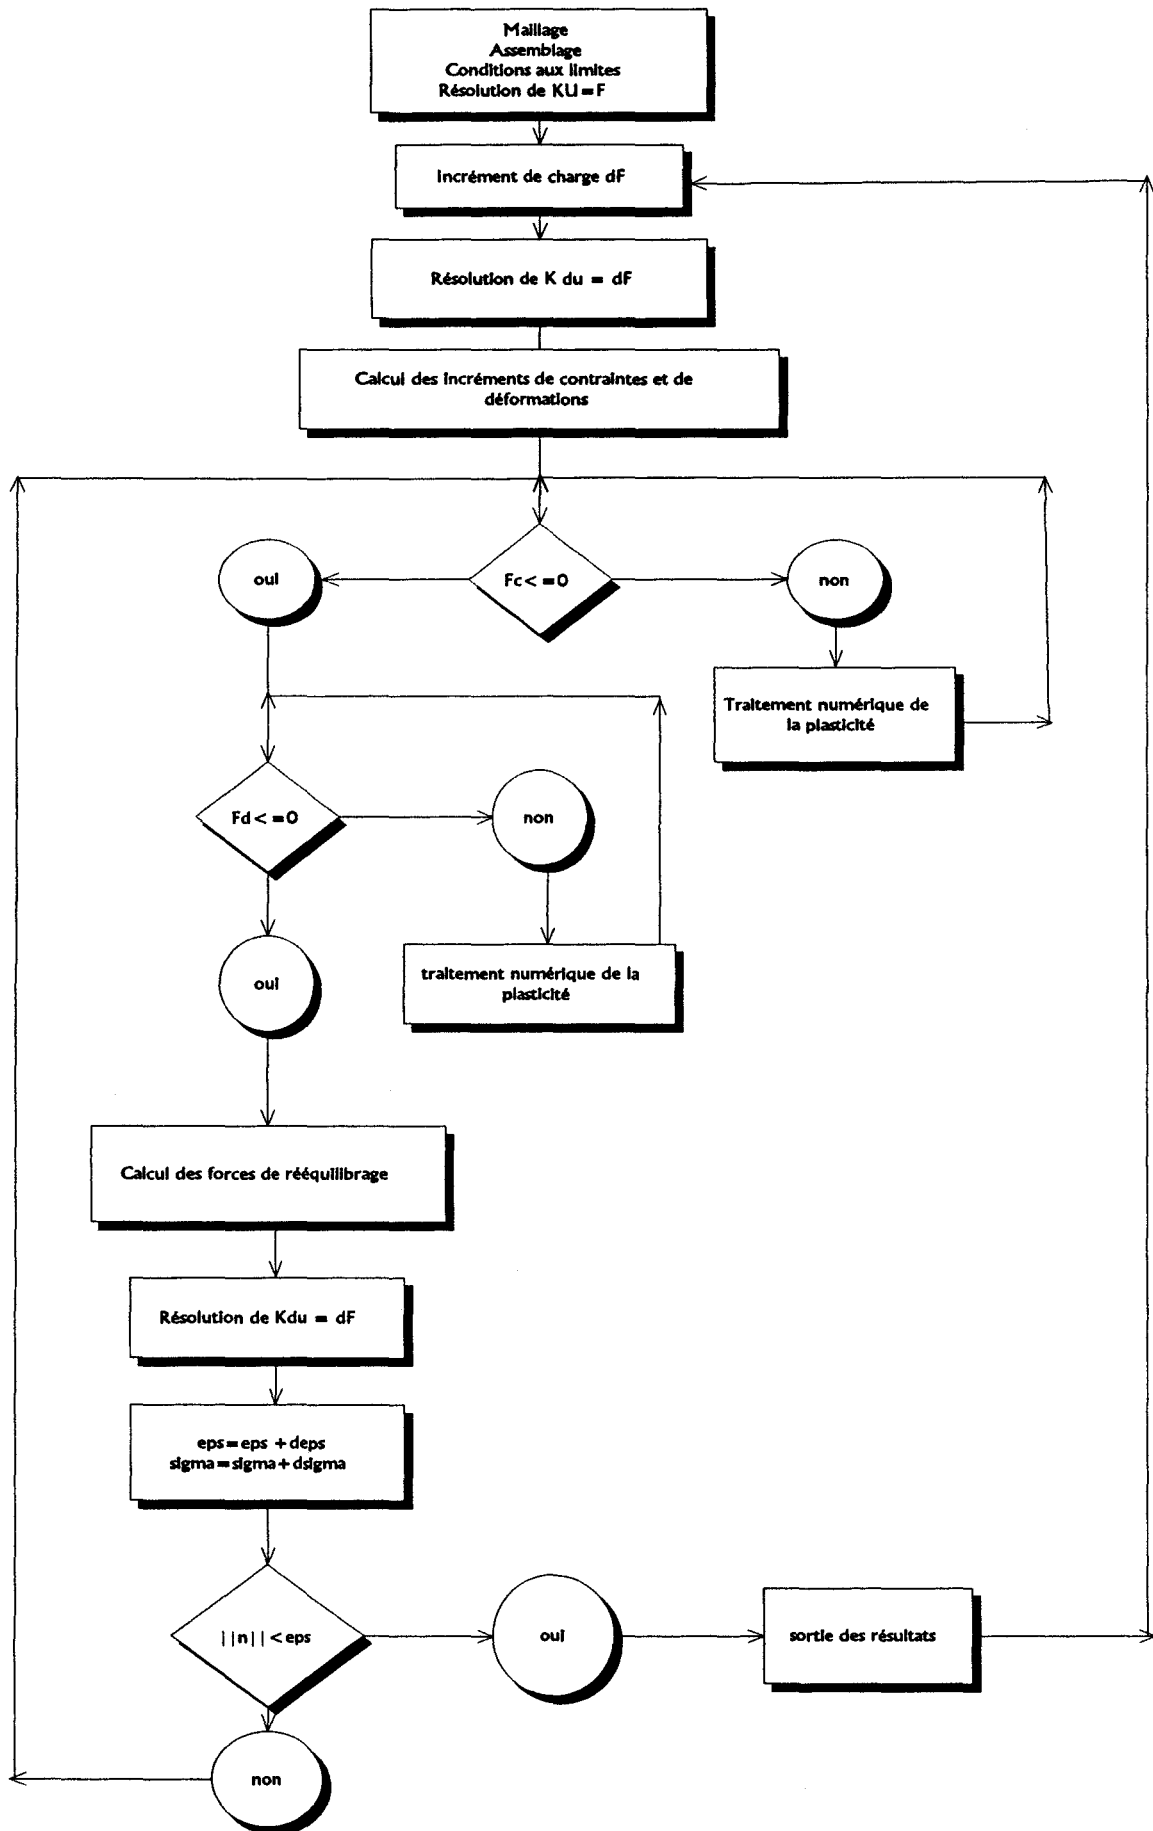 Maillage
Assemblage
Conditions aux limites
Résolution de KU=F
Incrément de charge dF
Résolution de K du = dF
Calcul des incréments de contraintes et de
déformations
oui
Fc<=0
non
Traitement numérique de
la plasticité
Fd<=0
non
oui
traitement numérique de la
plasticité
Calcul des forces de rééquilibrage
Résolution de Kdu = dF
eps=eps +deps
sigma=sigma+dsigma
||n||<eps
oui
sortie des résultats
non